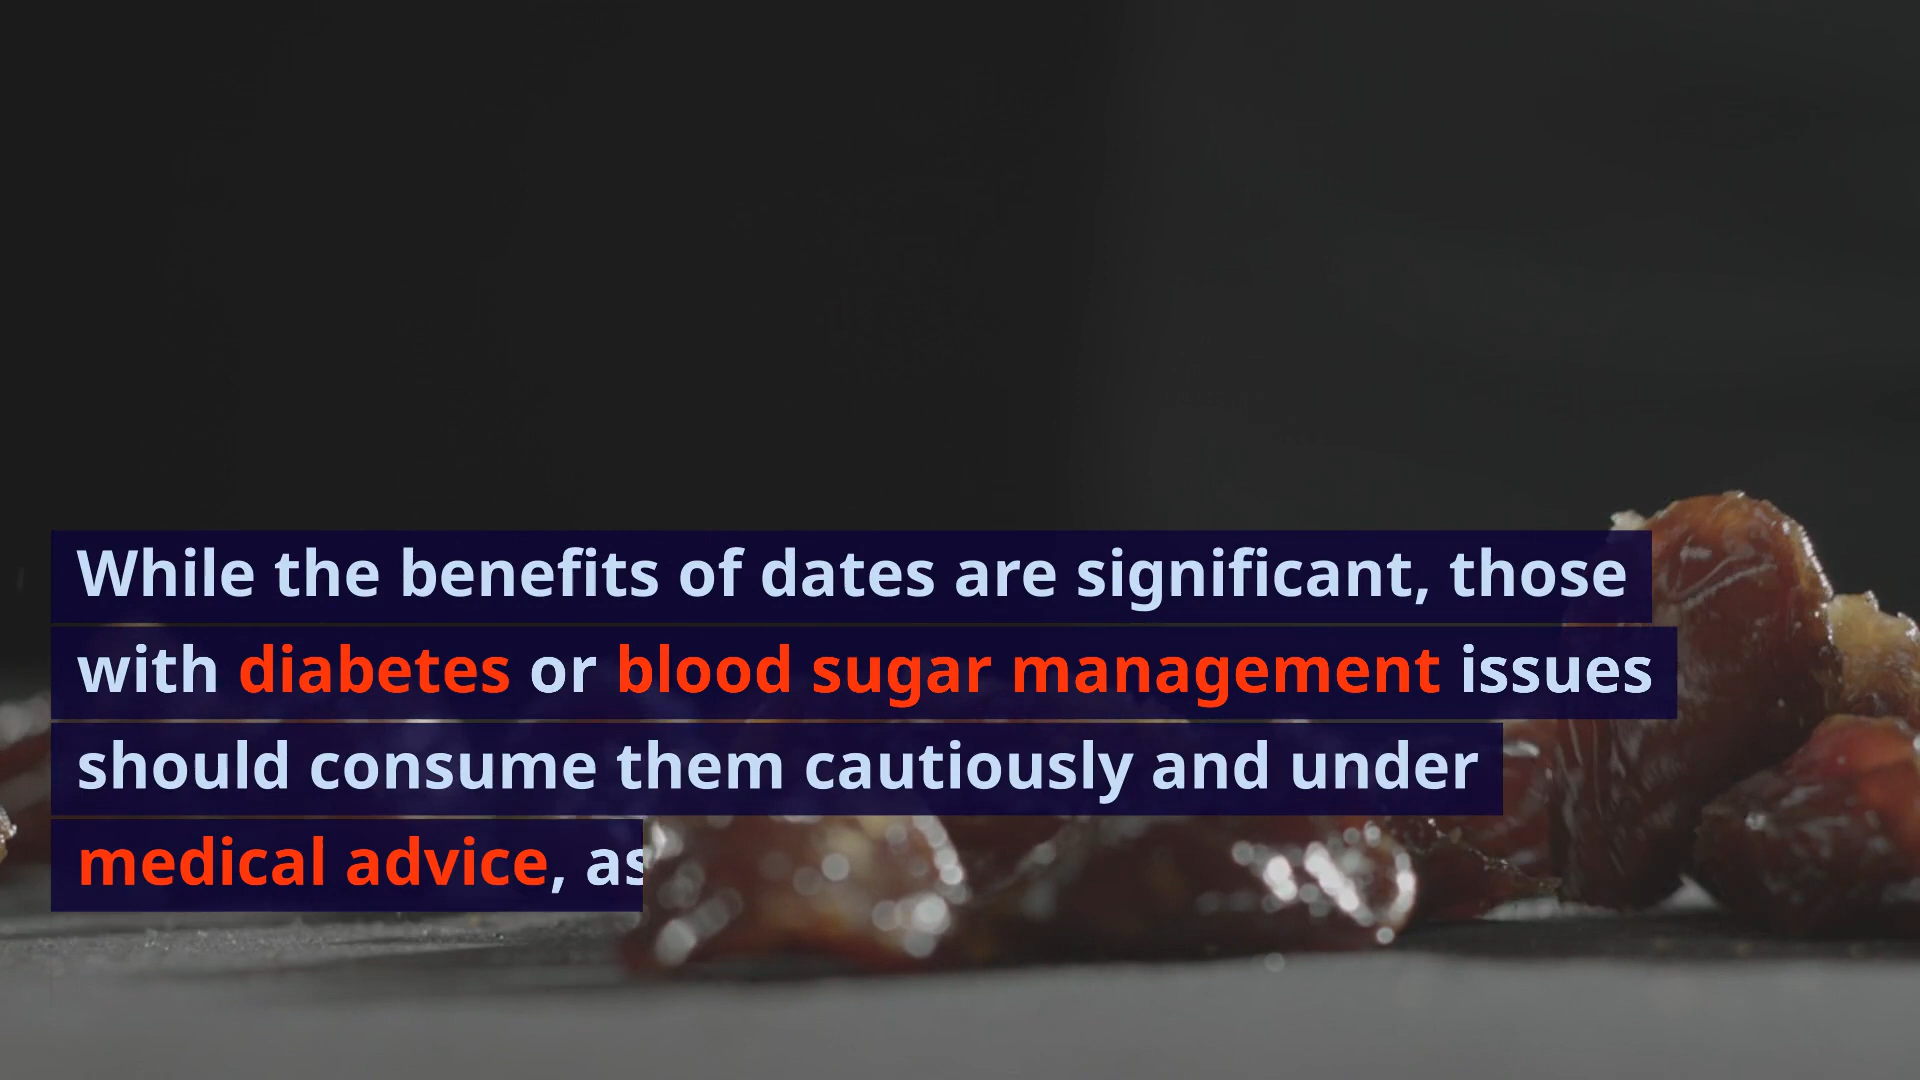 While the benefits of dates are significant, those
with diabetes or blood sugar management issues
should consume them cautiously and under
medical advice, as